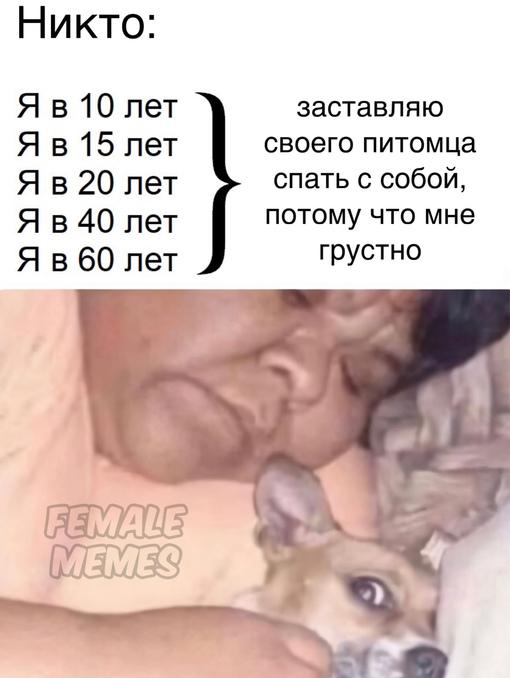 Никто:
Я в 10 лет
Я в 15 лет
Я в 20 лет
Я в 40 лет
Я в 60 лет
заставляю
своего питомца
спать с собой,
потому что мне
грустно
FEMALE
MEMES